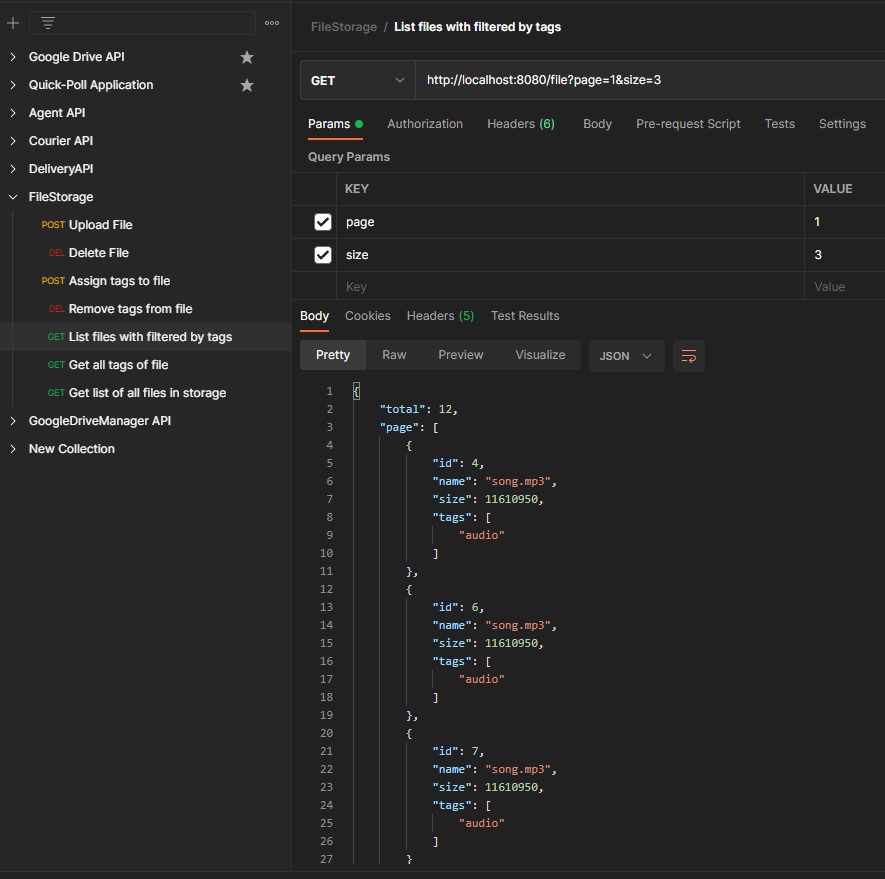 Google Drive API
Quick-Poll Application
Agent API
Courier API
DeliveryAPI
FileStorage
POST Upload File
DEL Delete File
POST Assign tags to file
DEL Remove tags from file
GET List files with filtered by tags
GET Get all tags of file
GET Get list of all files in storage
GoogleDriveManager API
New Collection
FileStorage / List files with filtered by tags
GET http://localhost:8080/file?page=1&size=3
Params Authorization Headers (6) Body Pre-request Script Tests Settings
Query Params
KEY VALUE
page 1
size 3
Key Value
Body Cookies Headers (5) Test Results
Pretty Raw Preview Visualize JSON
1 {
2 "total": 12,
3 "page": [
4 {
5 "id": 4,
6 "name": "song.mp3",
7 "size": 11610950,
8 "tags": [
9 "audio"
10 ]
11 },
12 {
13 "id": 6,
14 "name": "song.mp3",
15 "size": 11610950,
16 "tags": [
17 "audio"
18 ]
19 },
20 {
21 "id": 7,
22 "name": "song.mp3",
23 "size": 11610950,
24 "tags": [
25 "audio"
26 ]
27 }